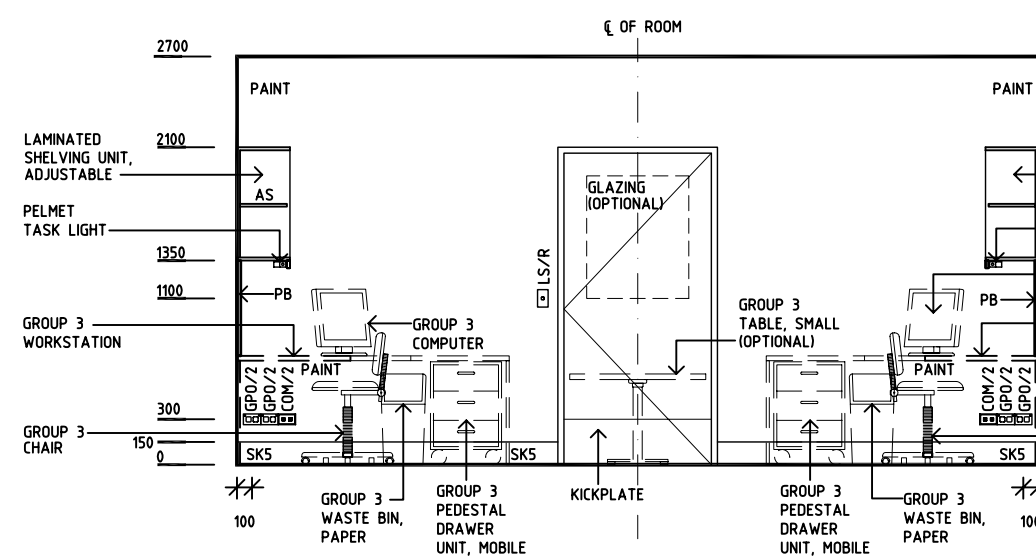 ℄ OF ROOM
2700
PAINT
PAINT
LAMINATED
SHELVING UNIT,
ADJUSTABLE
2100
AS
GLAZING
(OPTIONAL)
PELMET
TASK LIGHT
1350
LS/R
1100
PB
PB
GROUP 3
WORKSTATION
GROUP 3
COMPUTER
GROUP 3
TABLE, SMALL
(OPTIONAL)
PAINT
PAINT
GPO/2
GPO/2
COM/2
COM/2
GPO/2
GPO/2
300
GROUP 3
CHAIR
150
0
SK5
SK5
SK5
100
GROUP 3
WASTE BIN,
PAPER
GROUP 3
PEDESTAL
DRAWER
UNIT, MOBILE
KICKPLATE
GROUP 3
PEDESTAL
DRAWER
UNIT, MOBILE
GROUP 3
WASTE BIN,
PAPER